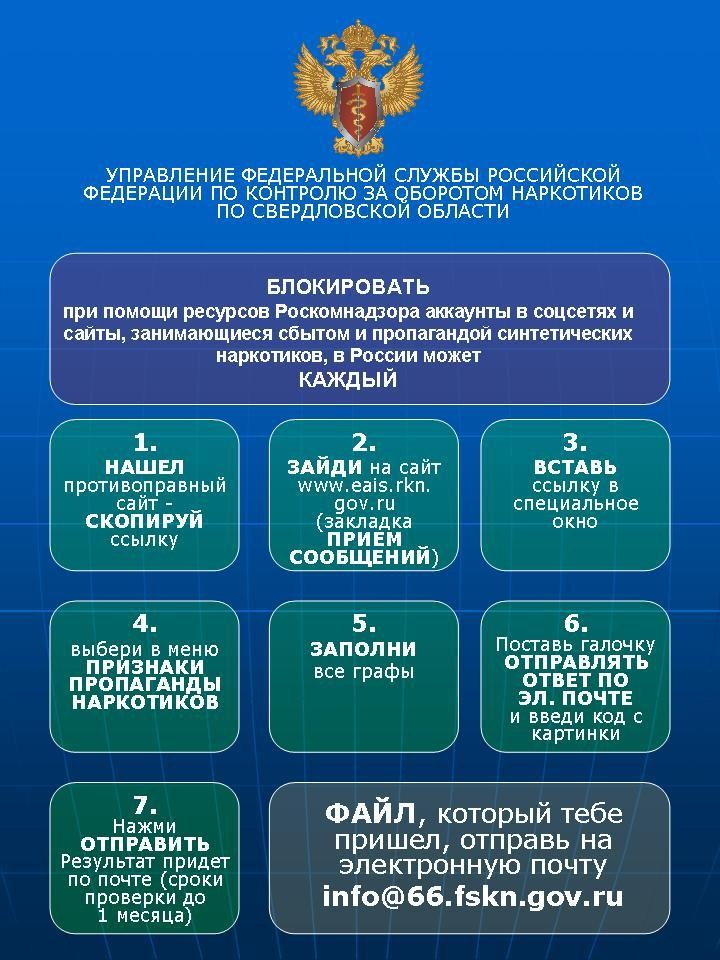 УПРАВЛЕНИЕ ФЕДЕРАЛЬНОЙ СЛУЖБЫ РОССИЙСКОЙ
ФЕДЕРАЦИИ ПО КОНТРОЛЮ ЗА ОБОРОТОМ НАРКОТИКОВ
ПО СВЕРДЛОВСКОЙ ОБЛАСТИ
БЛОКИРОВАТЬ
при помощи ресурсов Роскомнадзора аккаунты в соцсетях и
сайты, занимающиеся сбытом и пропагандой синтетических
наркотиков, в России может
КАЖДЫЙ
1.
НАШЕЛ
противоправный
сайт -
СКОПИРУЙ
ссылку
2.
ЗАЙДИ на сайт
www.eais.rkn.
gov.ru
(закладка
ПРИЕМ
СООБЩЕНИЙ)
3.
ВСТАВЬ
ссылку в
специальное
окно
4.
выбери в меню
ПРИЗНАКИ
ПРОПАГАНДЫ
НАРКОТИКОВ
5.
ЗАПОЛНИ
все графы
6.
Поставь галочку
ОТПРАВЛЯТЬ
ОТВЕТ ПО
ЭЛ. ПОЧТЕ
и введи код с
картинки
7.
Нажми
ОТПРАВИТЬ
Результат придет
по почте (сроки
проверки до
1 месяца)
ФАЙЛ, который тебе
пришел, отправь на
электронную почту
info@66.fskn.gov.ru